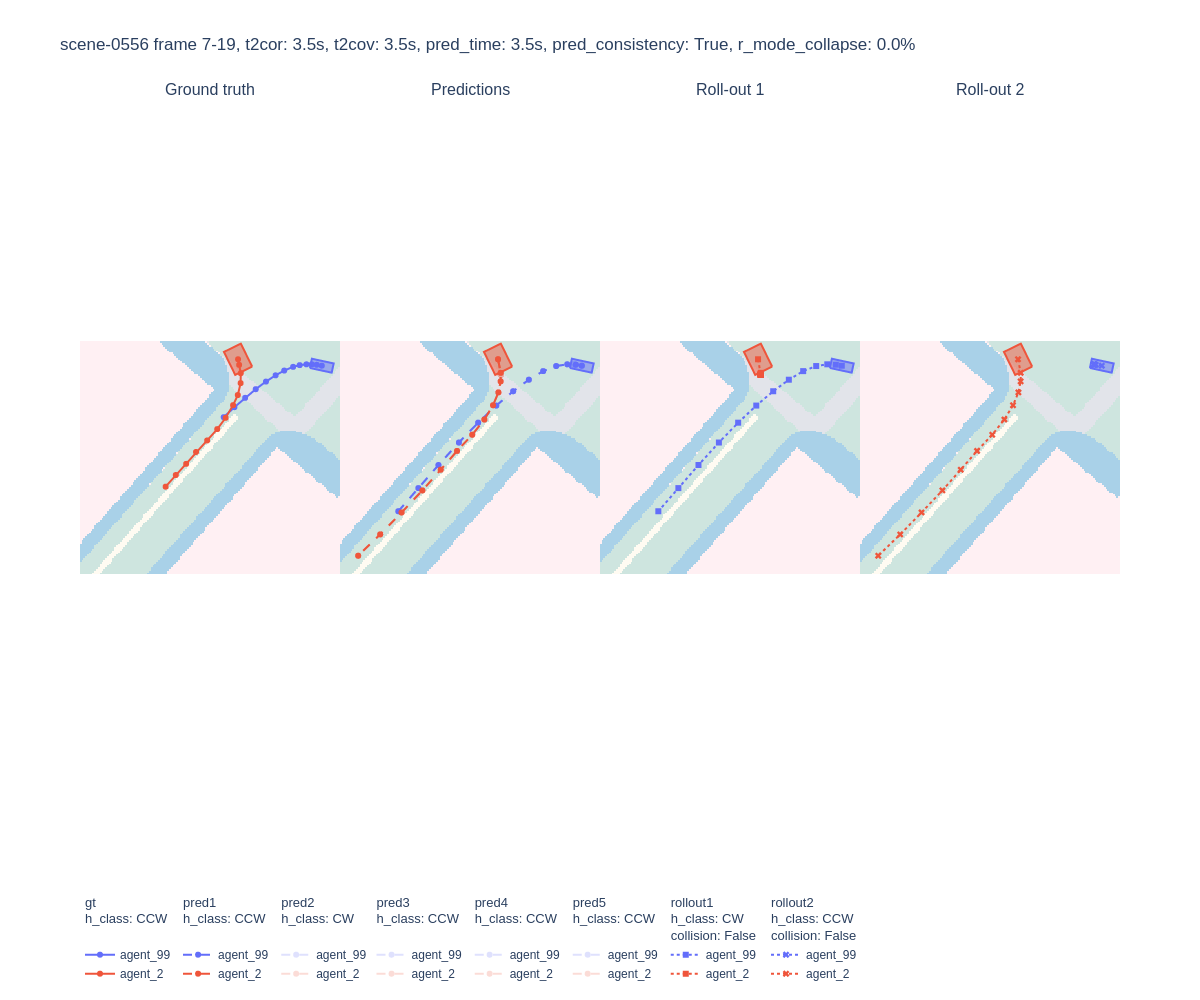 scene-0556 frame 7-19, t2cor: 3.5s, t2cov: 3.5s, pred_time: 3.5s, pred_consistency: True, r_mode_collapse: 0.0%
Ground truth
Predictions
Roll-out 1
Roll-out 2
gt
h_class: CCW
agent_99
agent_2
pred1
h_class: CCW
agent_99
agent_2
pred2
h_class: CW
agent_99
agent_2
pred3
h_class: CCW
agent_99
agent_2
pred4
h_class: CCW
agent_99
agent_2
pred5
h_class: CCW
agent_99
agent_2
rollout1
h_class: CW
collision: False
agent_99
agent_2
rollout2
h_class: CCW
collision: False
agent_99
agent_2